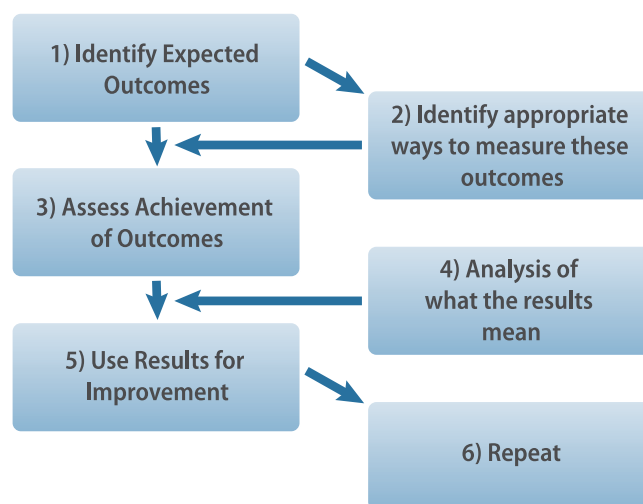 1) Identify Expected
Outcomes
2) Identify appropriate
ways to measure these
outcomes
3) Assess Achievement
of Outcomes
4) Analysis of
what the results
mean
5) Use Results for
Improvement
6) Repeat